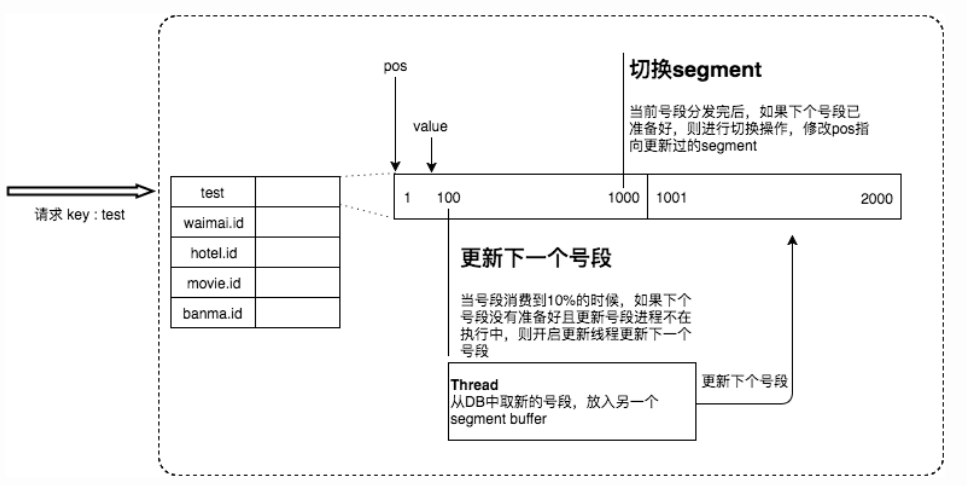 pos
切换segment
当前号段分发完后，如果下个号段已
准备好，则进行切换操作，修改pos指
向更新过的segment
value
请求 key : test
test
waimai.id
hotel.id
movie.id
banma.id
1 100 1000 1001 2000
更新下一个号段
当号段消费到10%的时候，如果下个
号段没有准备好且更新号段进程不在
执行中，则开启更新线程更新下一个
号段
Thread
从DB中取新的号段，放入另一个
segment buffer
更新下个号段